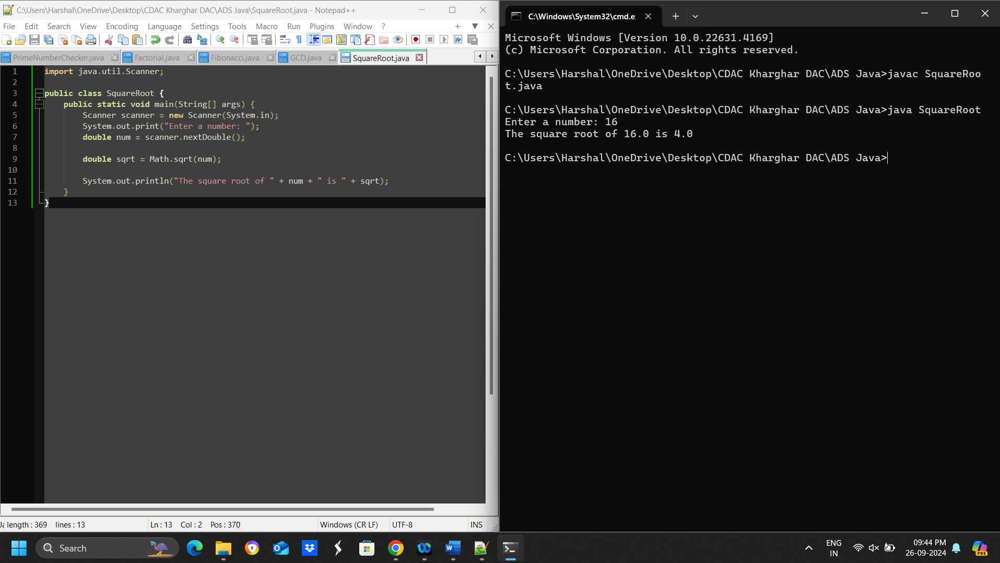 C:\Users\Harshal\OneDrive\Desktop\CDAC Kharghar DAC\ADS Java\SquareRoot.java - Notepad++
File Edit Search View Encoding Language Settings Tools Macro Run Plugins Window ?
PrimeNumberChecker.java Factorial.java Fibonacci.java GCD.java SquareRoot.java
1 import java.util.Scanner;
2
3 public class SquareRoot {
4 public static void main(String[] args) {
5 Scanner scanner = new Scanner(System.in);
6 System.out.print("Enter a number: ");
7 double num = scanner.nextDouble();
8
9 double sqrt = Math.sqrt(num);
10
11 System.out.println("The square root of " + num + " is " + sqrt);
12 }
13 }
length : 369 lines : 13 Ln : 13 Col : 2 Pos : 370 Windows (CR LF) UTF-8 INS
C:\Windows\System32\cmd.e
Microsoft Windows [Version 10.0.22631.4169]
(c) Microsoft Corporation. All rights reserved.
C:\Users\Harshal\OneDrive\Desktop\CDAC Kharghar DAC\ADS Java>javac SquareRoo
t.java
C:\Users\Harshal\OneDrive\Desktop\CDAC Kharghar DAC\ADS Java>java SquareRoot
Enter a number: 16
The square root of 16.0 is 4.0
C:\Users\Harshal\OneDrive\Desktop\CDAC Kharghar DAC\ADS Java>
Search
ENG
IN
09:44 PM
26-09-2024
PRE